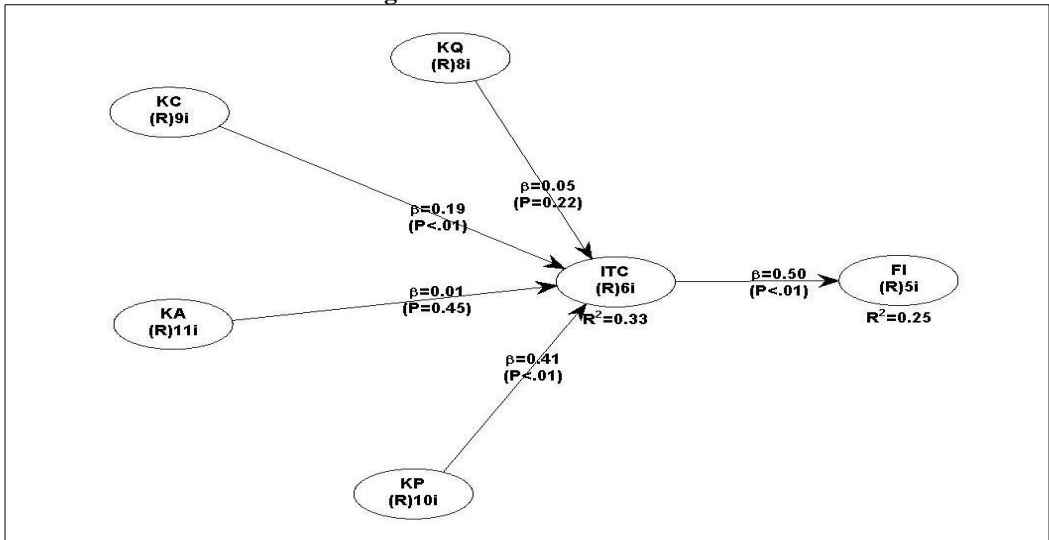 g
KQ
(R)8i
KC
(R)9i
β=0.05
(P=0.22)
β=0.19
(P<.01)
ITC
(R)6i
R²=0.33
β=0.50
(P<.01)
FI
(R)5i
R²=0.25
β=0.01
(P=0.45)
KA
(R)11i
β=0.41
(P<.01)
KP
(R)10i